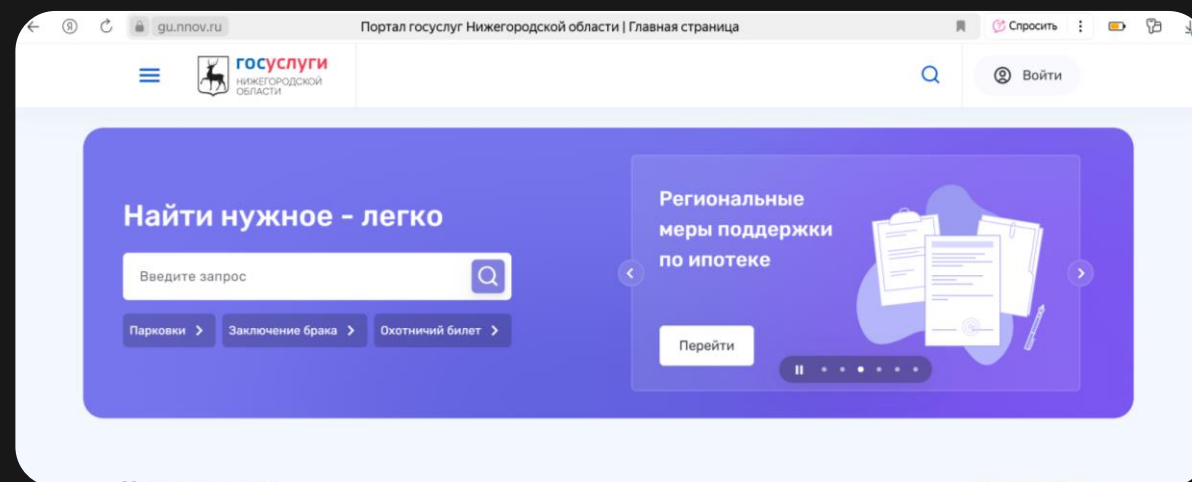 gu.nnov.ru
Портал госуслуг Нижегородской области | Главная страница
Спросить
госуслуги
НИЖЕГОРОДСКОЙ
ОБЛАСТИ
Войти
Найти нужное - легко
Введите запрос
Парковки
Заключение брака
Охотничий билет
Региональные
меры поддержки
по ипотеке
Перейти